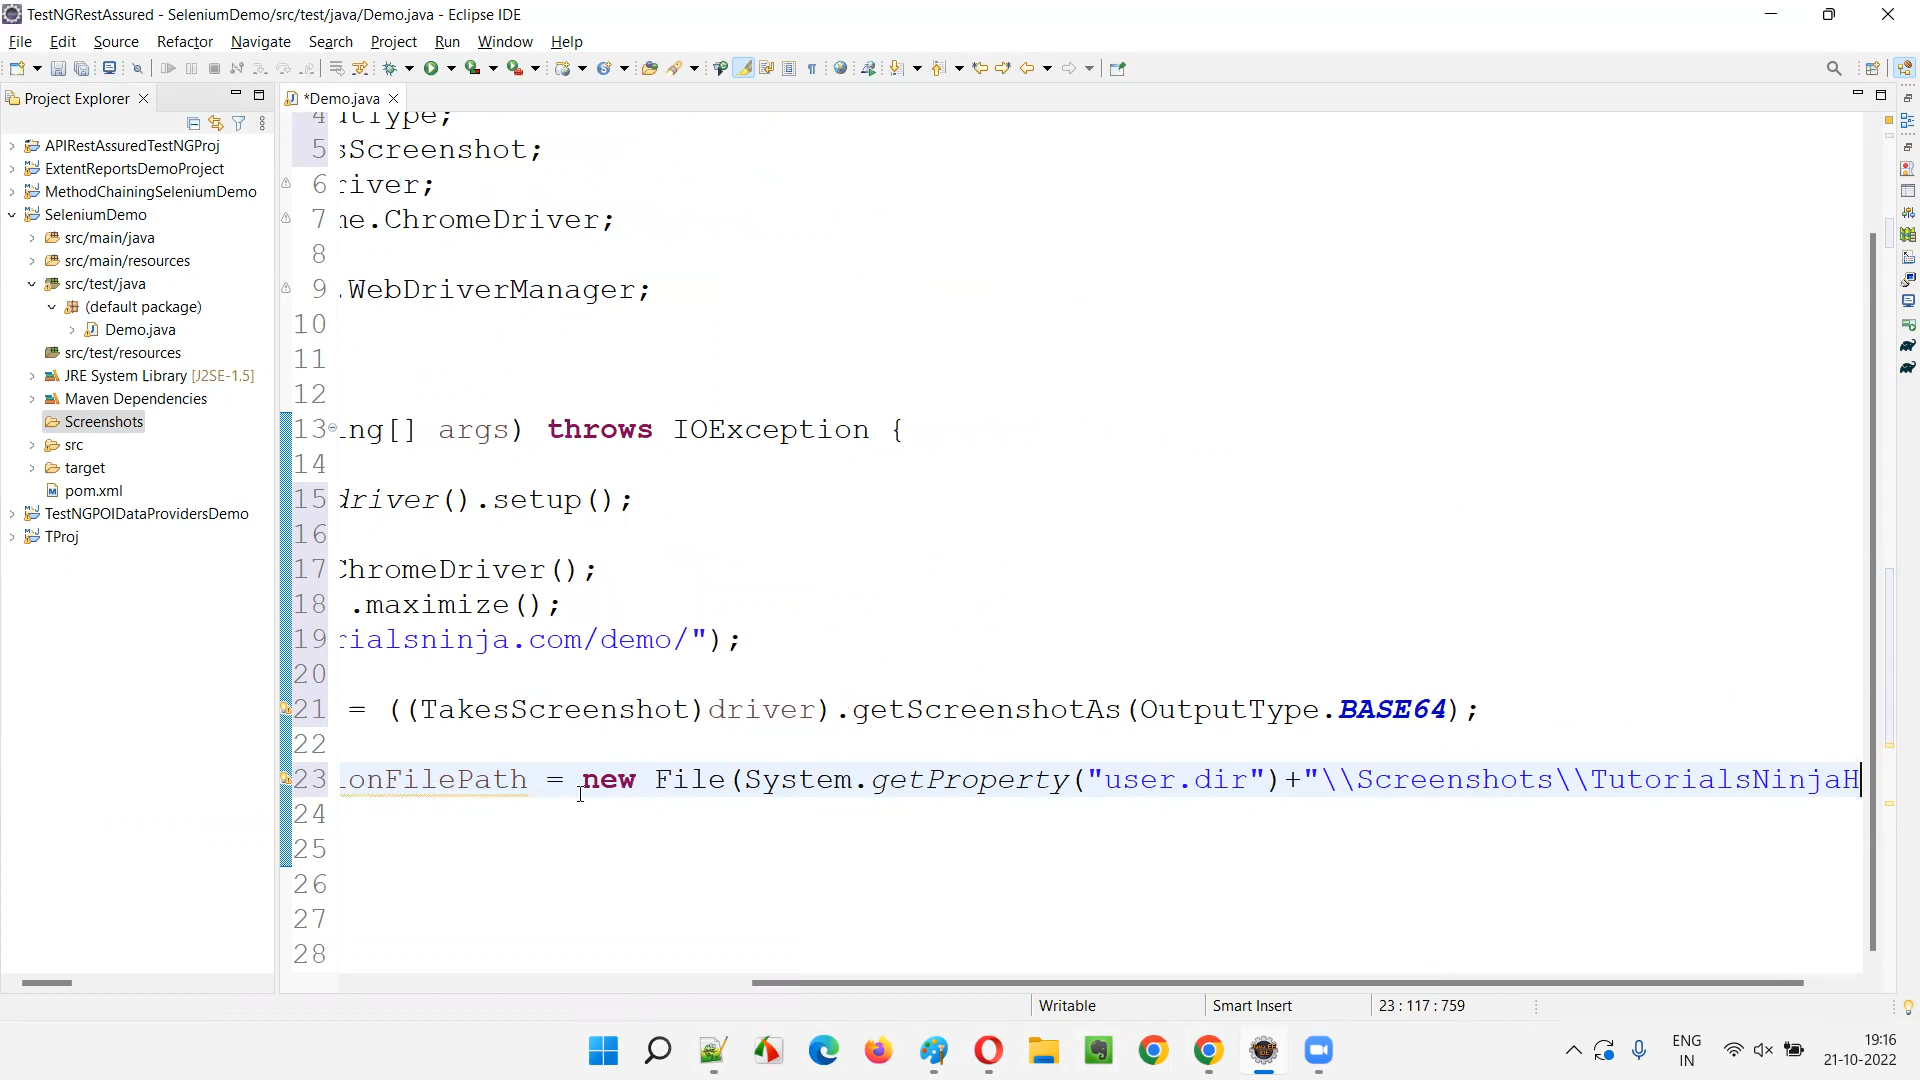 TestNGRestAssured - SeleniumDemo/src/test/java/Demo.java - Eclipse IDE
File Edit Source Refactor Navigate Search Project Run Window Help
Project Explorer
*Demo.java
APIRestAssuredTestNGProj
ExtentReportsDemoProject
MethodChainingSeleniumDemo
SeleniumDemo
src/main/java
src/main/resources
src/test/java
(default package)
Demo.java
src/test/resources
JRE System Library [J2SE-1.5]
Maven Dependencies
Screenshots
src
target
pom.xml
TestNGPOIDataProvidersDemo
TProj
4 utType;
5 sScreenshot;
6 river;
7 me.ChromeDriver;
8
9 .WebDriverManager;
10
11
12
13 ing[] args) throws IOException {
14
15 driver().setup();
16
17 ChromeDriver();
18 .maximize();
19 rialsninja.com/demo/");
20
21 = ((TakesScreenshot)driver).getScreenshotAs(OutputType.BASE64);
22
23 ionFilePath = new File(System.getProperty("user.dir")+"\\Screenshots\\TutorialsNinjaH
24
25
26
27
28
Writable Smart Insert 23 : 117 : 759
ENG
IN
19:16
21-10-2022